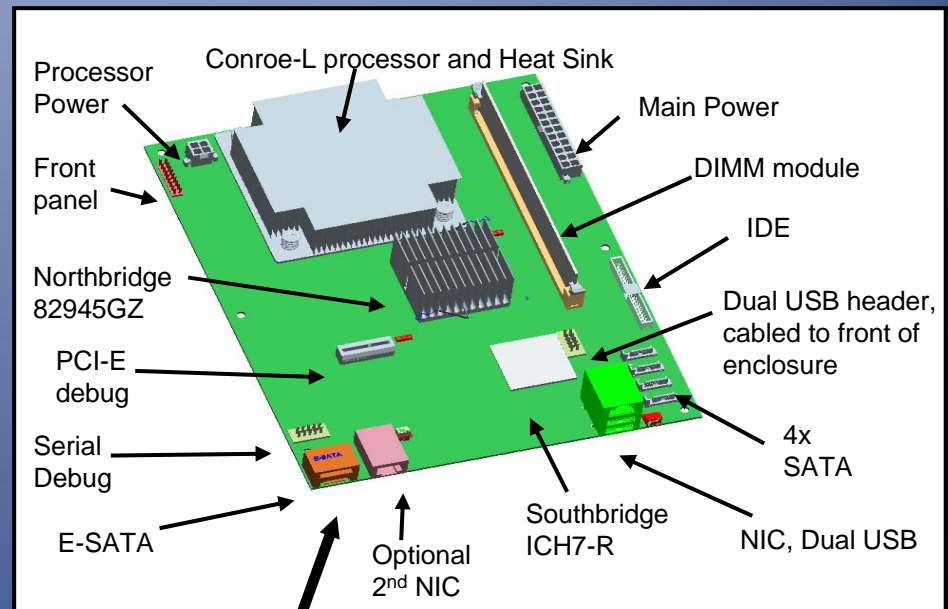 Conroe-L processor and Heat Sink
Processor
Power
Main Power
Front
panel
DIMM module
IDE
Northbridge
82945GZ
Dual USB header,
cabled to front of
enclosure
PCI-E
debug
Serial
Debug
E-SATA
4x
SATA
E-SATA
Optional
2nd NIC
Southbridge
ICH7-R
NIC, Dual USB